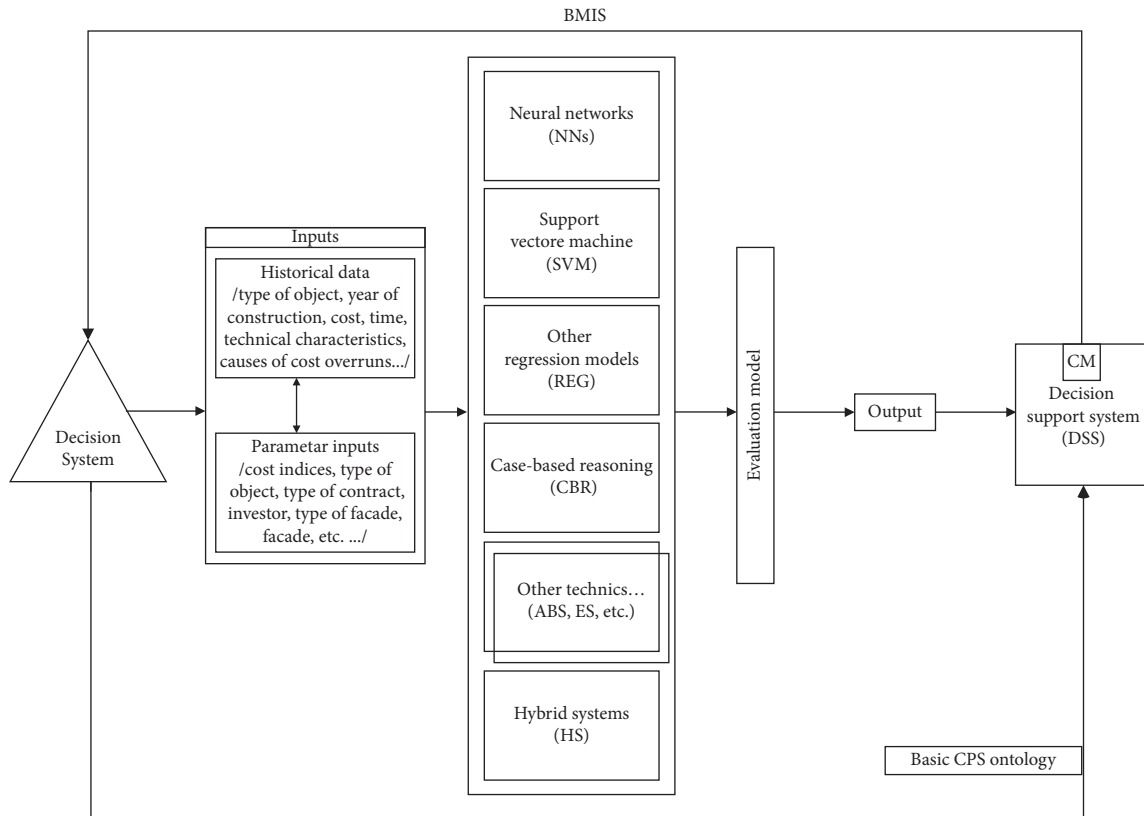 BMIS
Decision
System
Inputs
Historical data
/type of object, year of
construction, cost, time,
technical characteristics,
causes of cost overruns.../
Parametar inputs
/cost indices, type of
object, type of contract,
investor, type of facade,
facade, etc. .../
Neural networks
(NNs)
Support
vectore machine
(SVM)
Other
regression models
(REG)
Case-based reasoning
(CBR)
Other technics…
(ABS, ES, etc.)
Hybrid systems
(HS)
Evaluation model
Output
CM
Decision
support system
(DSS)
Basic CPS ontology